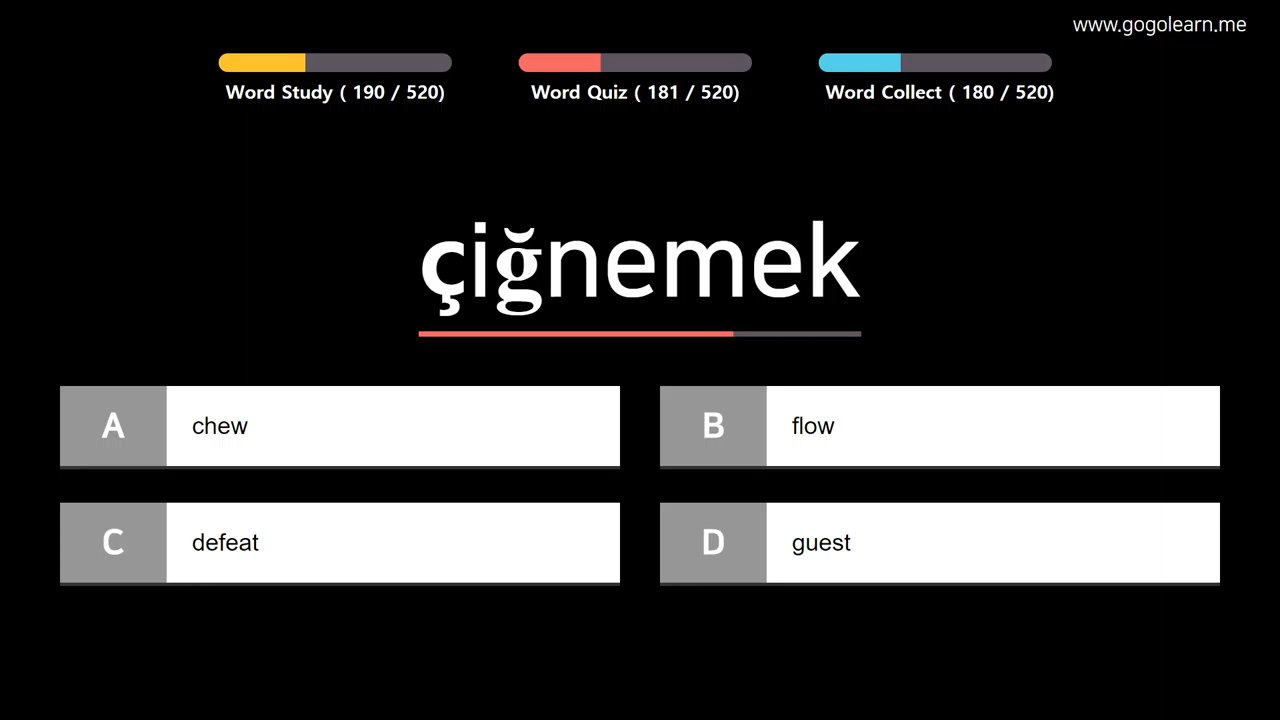 www.gogolearn.me
Word Study ( 190 / 520)
Word Quiz ( 181 / 520)
Word Collect ( 180 / 520)
çiğnemek
A chew
B flow
C defeat
D guest